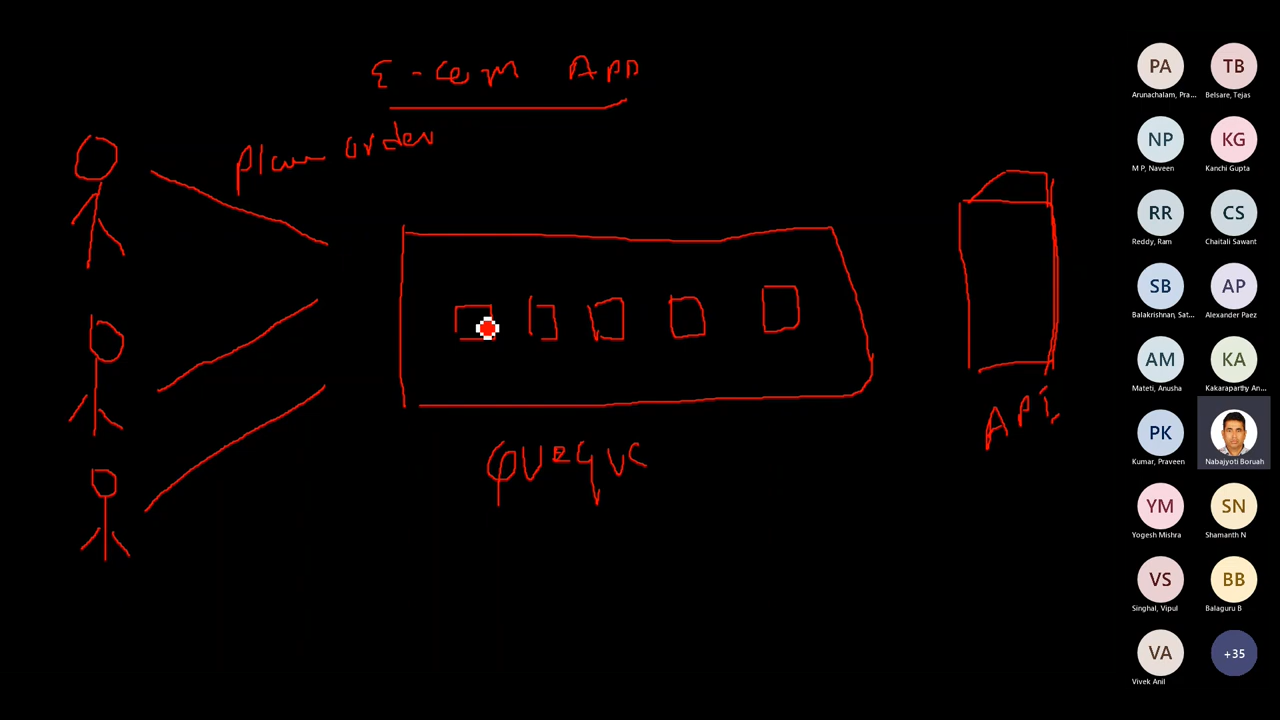 E-com App
place order
QUEQUE
API
PA
Arunachalam, Pra...
TB
Belsare, Tejas
NP
M P, Naveen
KG
Kanchi Gupta
RR
Reddy, Ram
CS
Chaitali Sawant
SB
Balakrishnan, Sat...
AP
Alexander Paez
AM
Mateti, Anusha
KA
Kakaraparthy An...
PK
Kumar, Praveen
Nabajyoti Boruah
YM
Yogesh Mishra
SN
Shamanth N
VS
Singhal, Vipul
BB
Balaguru B
VA
Vivek Anil
+35